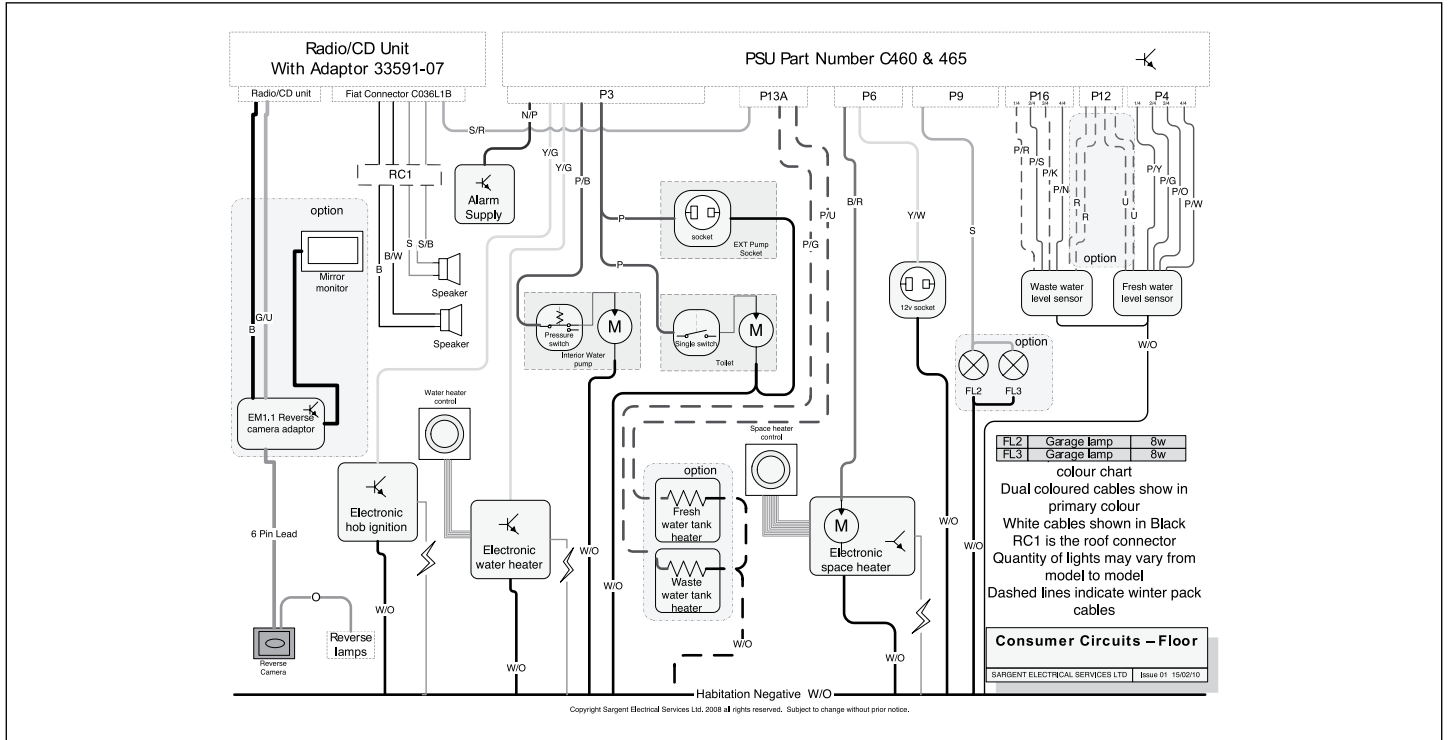 Radio/CD Unit
With Adaptor 33591-07
PSU Part Number C460 & 465
Radio/CD unit
Fiat Connector C036L1B
P3
P13A
P6
P9
P16
P12
P4
1/4
2/4
3/4
4/4
1/4
2/4
3/4
4/4
1/4
2/4
3/4
4/4
N/P
S/R
Y/G
Y/G
P/B
P/R
P/S
P/K
P/N
R
R
U
U
P/Y
P/G
P/O
P/W
RC1
Alarm
Supply
option
Mirror
monitor
B
G/U
B
B/W
S
S/B
Speaker
Speaker
P
P
socket
EXT Pump
Socket
P/G
P/U
B/R
Y/W
S
option
12v socket
Waste water
level sensor
Fresh water
level sensor
W/O
Pressure
switch
M
Interior Water
pump
Single switch
M
Toilet
option
FL2
FL3
EM1.1 Reverse
camera adaptor
Water heater
control
Space heater
control
FL2 Garage lamp 8w
FL3 Garage lamp 8w
colour chart
Dual coloured cables show in
primary colour
White cables shown in Black
RC1 is the roof connector
Quantity of lights may vary from
model to model
Dashed lines indicate winter pack
cables
option
Fresh
water tank
heater
Waste
water tank
heater
Electronic
hob ignition
Electronic
water heater
M
Electronic
space heater
6 Pin Lead
O
Reverse
lamps
Reverse
Camera
W/O
W/O
W/O
W/O
W/O
W/O
W/O
W/O
Consumer Circuits – Floor
SARGENT ELECTRICAL SERVICES LTD Issue 01 15/02/10
Habitation Negative W/O
Copyright Sargent Electrical Services Ltd. 2008 all rights reserved. Subject to change without prior notice.